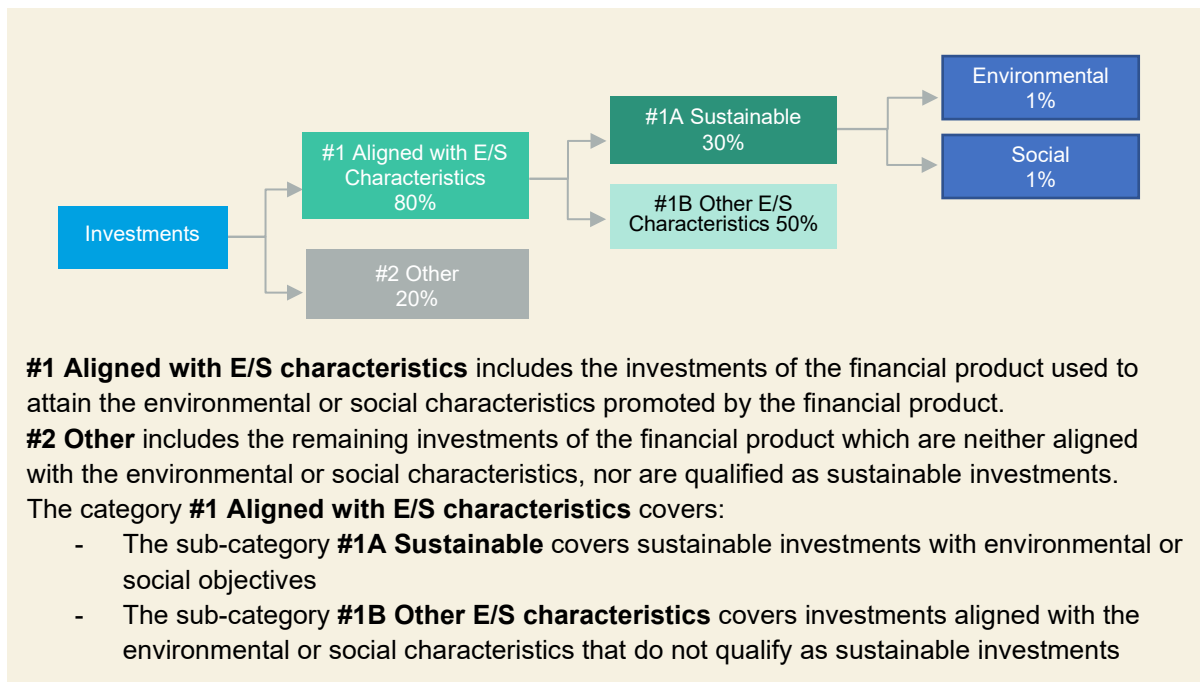 Investments
#1 Aligned with E/S
Characteristics
80%
#2 Other
20%
#1A Sustainable
30%
#1B Other E/S
Characteristics 50%
Environmental
1%
Social
1%
#1 Aligned with E/S characteristics includes the investments of the financial product used to
attain the environmental or social characteristics promoted by the financial product.
#2 Other includes the remaining investments of the financial product which are neither aligned
with the environmental or social characteristics, nor are qualified as sustainable investments.
The category #1 Aligned with E/S characteristics covers:
- The sub-category #1A Sustainable covers sustainable investments with environmental or
social objectives
- The sub-category #1B Other E/S characteristics covers investments aligned with the
environmental or social characteristics that do not qualify as sustainable investments